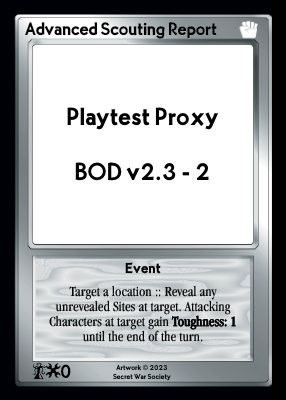 Advanced Scouting Report
Playtest Proxy
BOD v2.3 - 2
Event
Target a location :: Reveal any
unrevealed Sites at target. Attacking
Characters at target gain Toughness: 1
until the end of the turn.
0
Artwork © 2023
Secret War Society